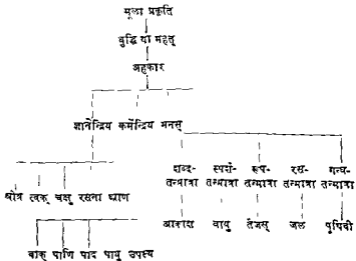 मूला प्रकृति
बुद्धि या महत्
अहंकार
ज्ञानेन्द्रिय कर्मेन्द्रिय मनस्
शब्द- स्पर्श- रूप- रस- गन्ध-
तन्मात्रा तन्मात्रा तन्मात्रा तन्मात्रा तन्मात्रा
श्रोत्र त्वक् चक्षु रसना घ्राण
आकाश वायु तेजस् जल पृथिवी
वाक् पाणि पाद पायु उपस्थ